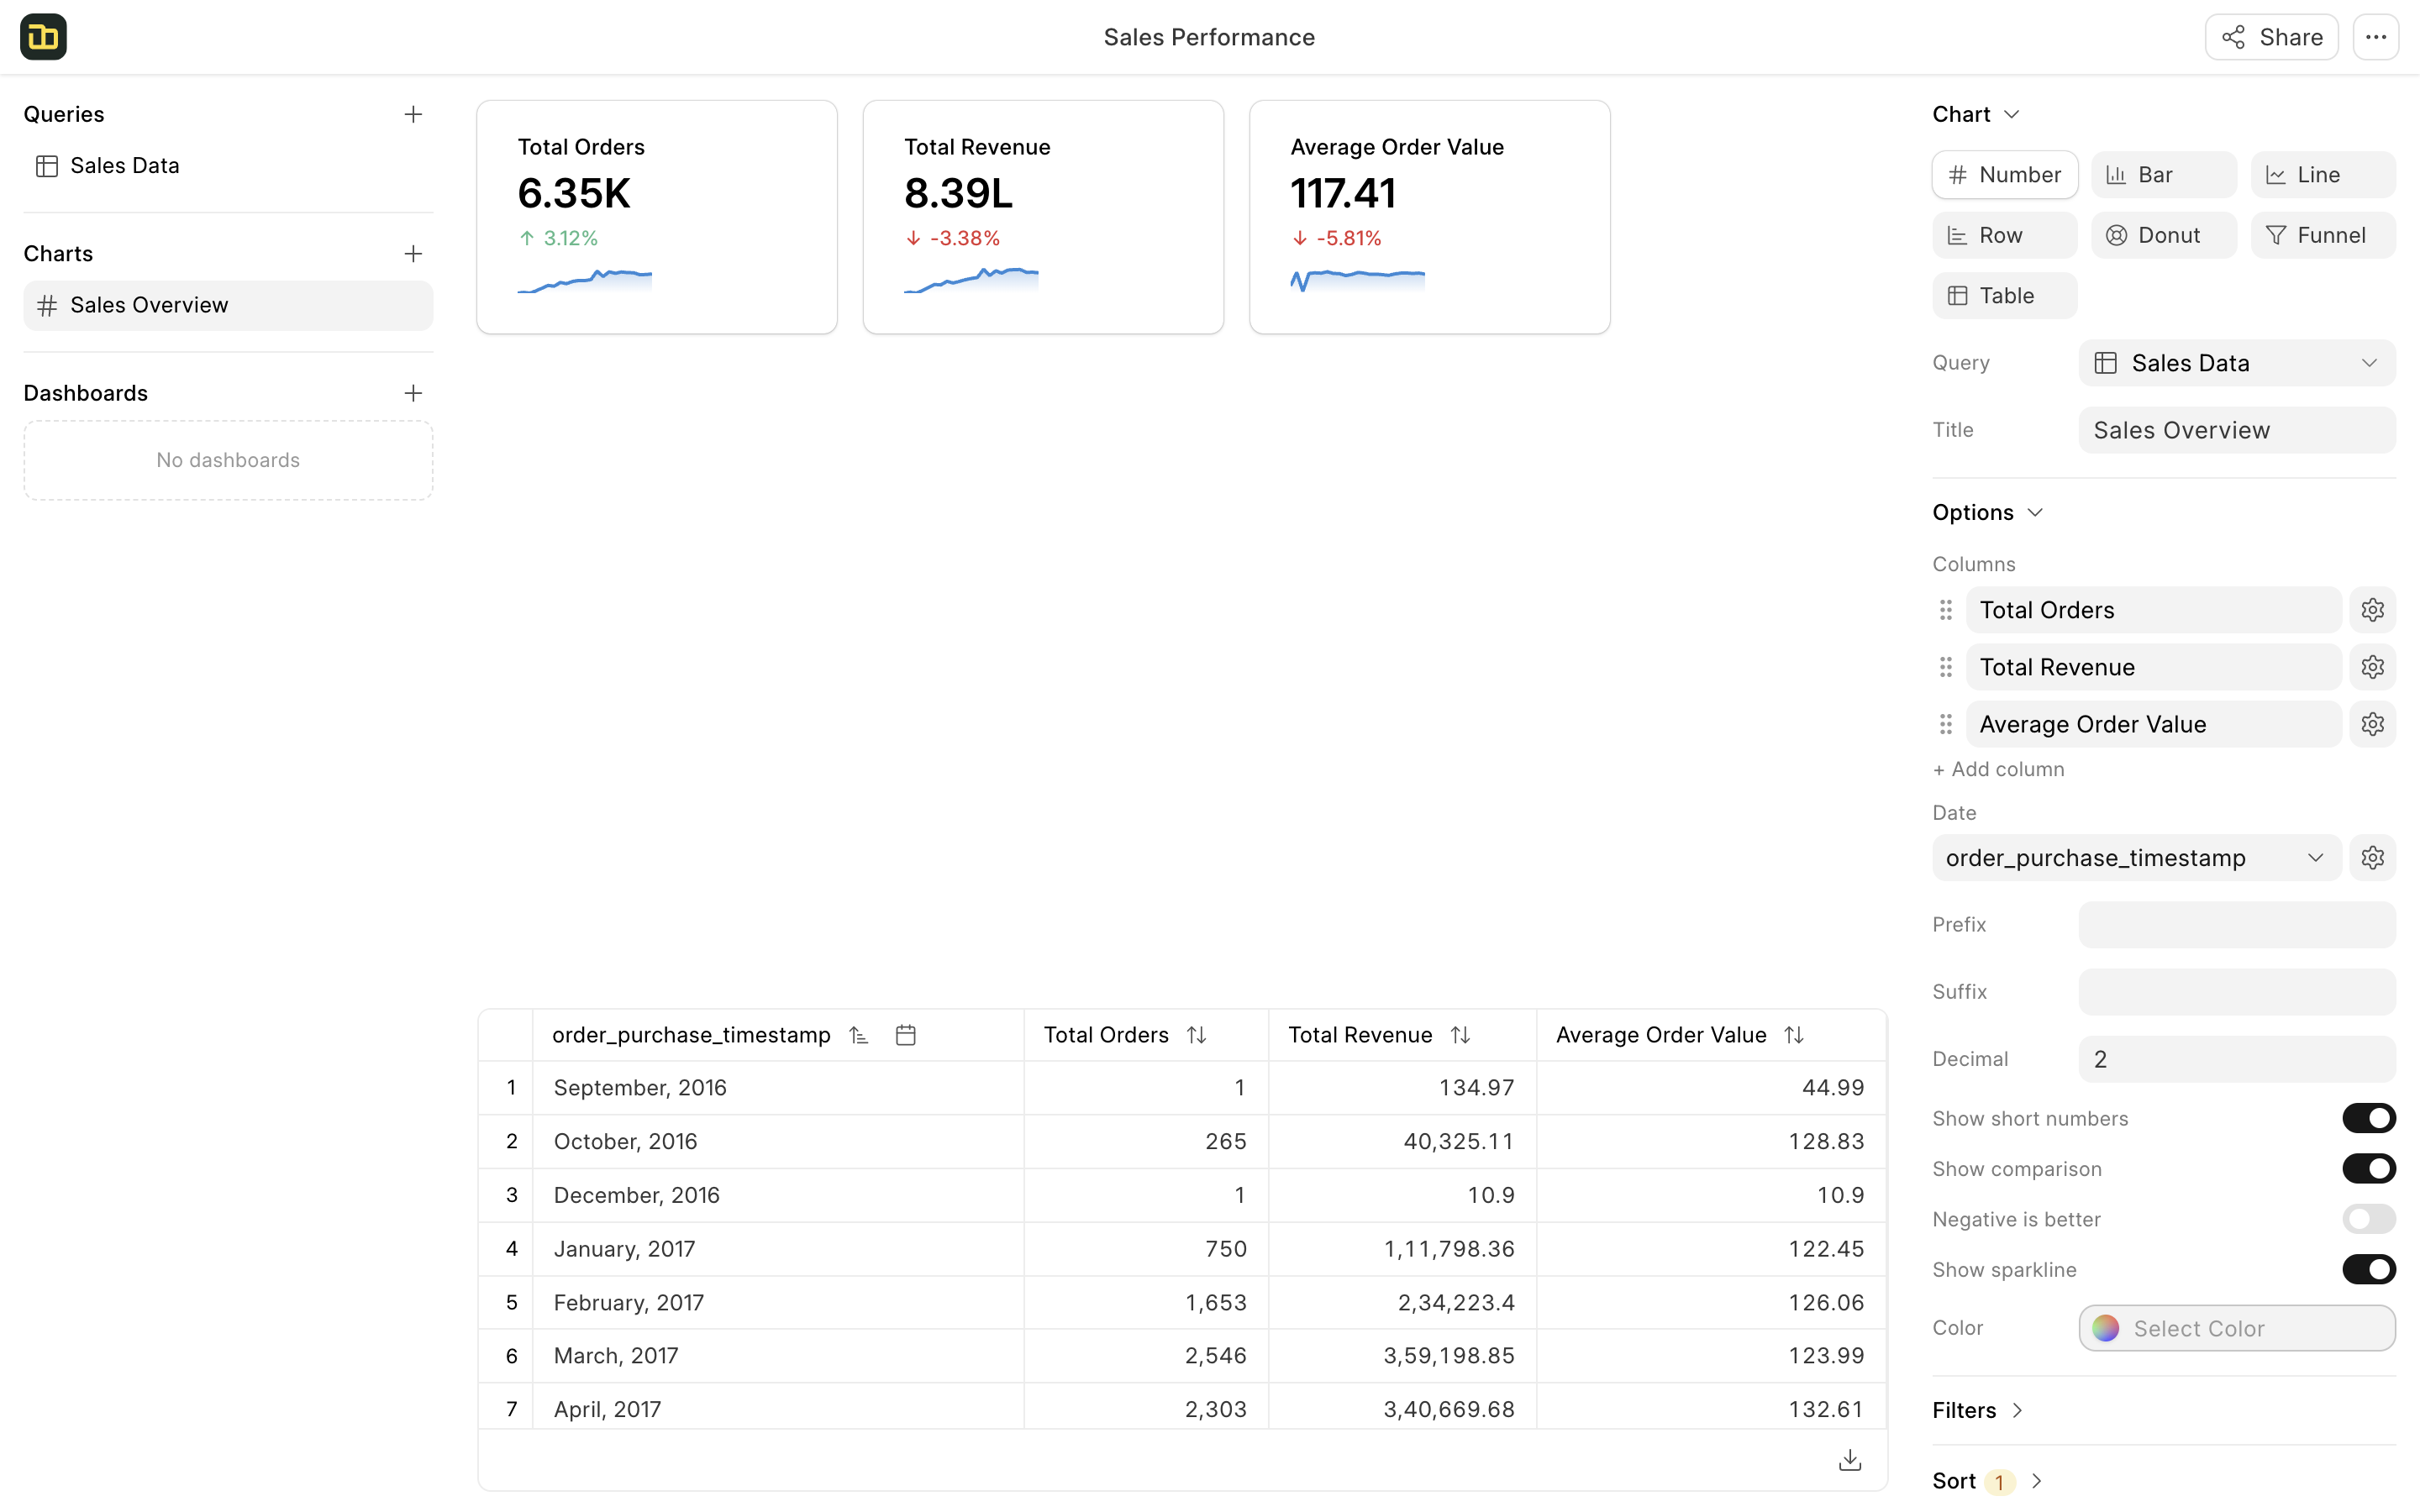 Sales Performance
Share
Queries
Sales Data
Charts
Sales Overview
Dashboards
No dashboards
Total Orders
6.35K
3.12%
Total Revenue
8.39L
-3.38%
Average Order Value
117.41
-5.81%
order_purchase_timestamp Total Orders Total Revenue Average Order Value
1 September, 2016 1 134.97 44.99
2 October, 2016 265 40,325.11 128.83
3 December, 2016 1 10.9 10.9
4 January, 2017 750 1,11,798.36 122.45
5 February, 2017 1,653 2,34,223.4 126.06
6 March, 2017 2,546 3,59,198.85 123.99
7 April, 2017 2,303 3,40,669.68 132.61
Chart
Number Bar Line
Row Donut Funnel
Table
Query Sales Data
Title Sales Overview
Options
Columns
Total Orders
Total Revenue
Average Order Value
+ Add column
Date
order_purchase_timestamp
Prefix
Suffix
Decimal 2
Show short numbers
Show comparison
Negative is better
Show sparkline
Color Select Color
Filters
Sort 1